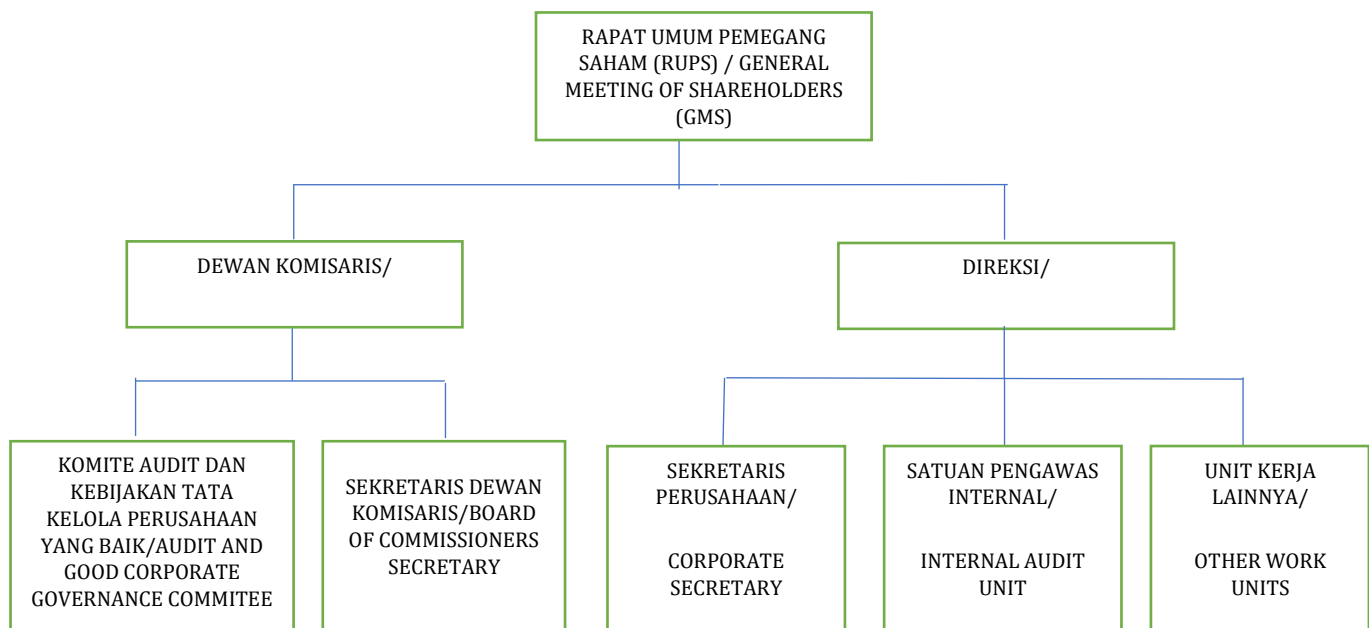 RAPAT UMUM PEMEGANG
SAHAM (RUPS) / GENERAL
MEETING OF SHAREHOLDERS
(GMS)
DEWAN KOMISARIS/
DIREKSI/
KOMITE AUDIT DAN
KEBIJAKAN TATA
KELOLA PERUSAHAAN
YANG BAIK/AUDIT AND
GOOD CORPORATE
GOVERNANCE COMMITEE
SEKRETARIS DEWAN
KOMISARIS/BOARD
OF COMMISSIONERS
SECRETARY
SEKRETARIS
PERUSAHAAN/
CORPORATE
SECRETARY
SATUAN PENGAWAS
INTERNAL/
INTERNAL AUDIT
UNIT
UNIT KERJA
LAINNYA/
OTHER WORK
UNITS